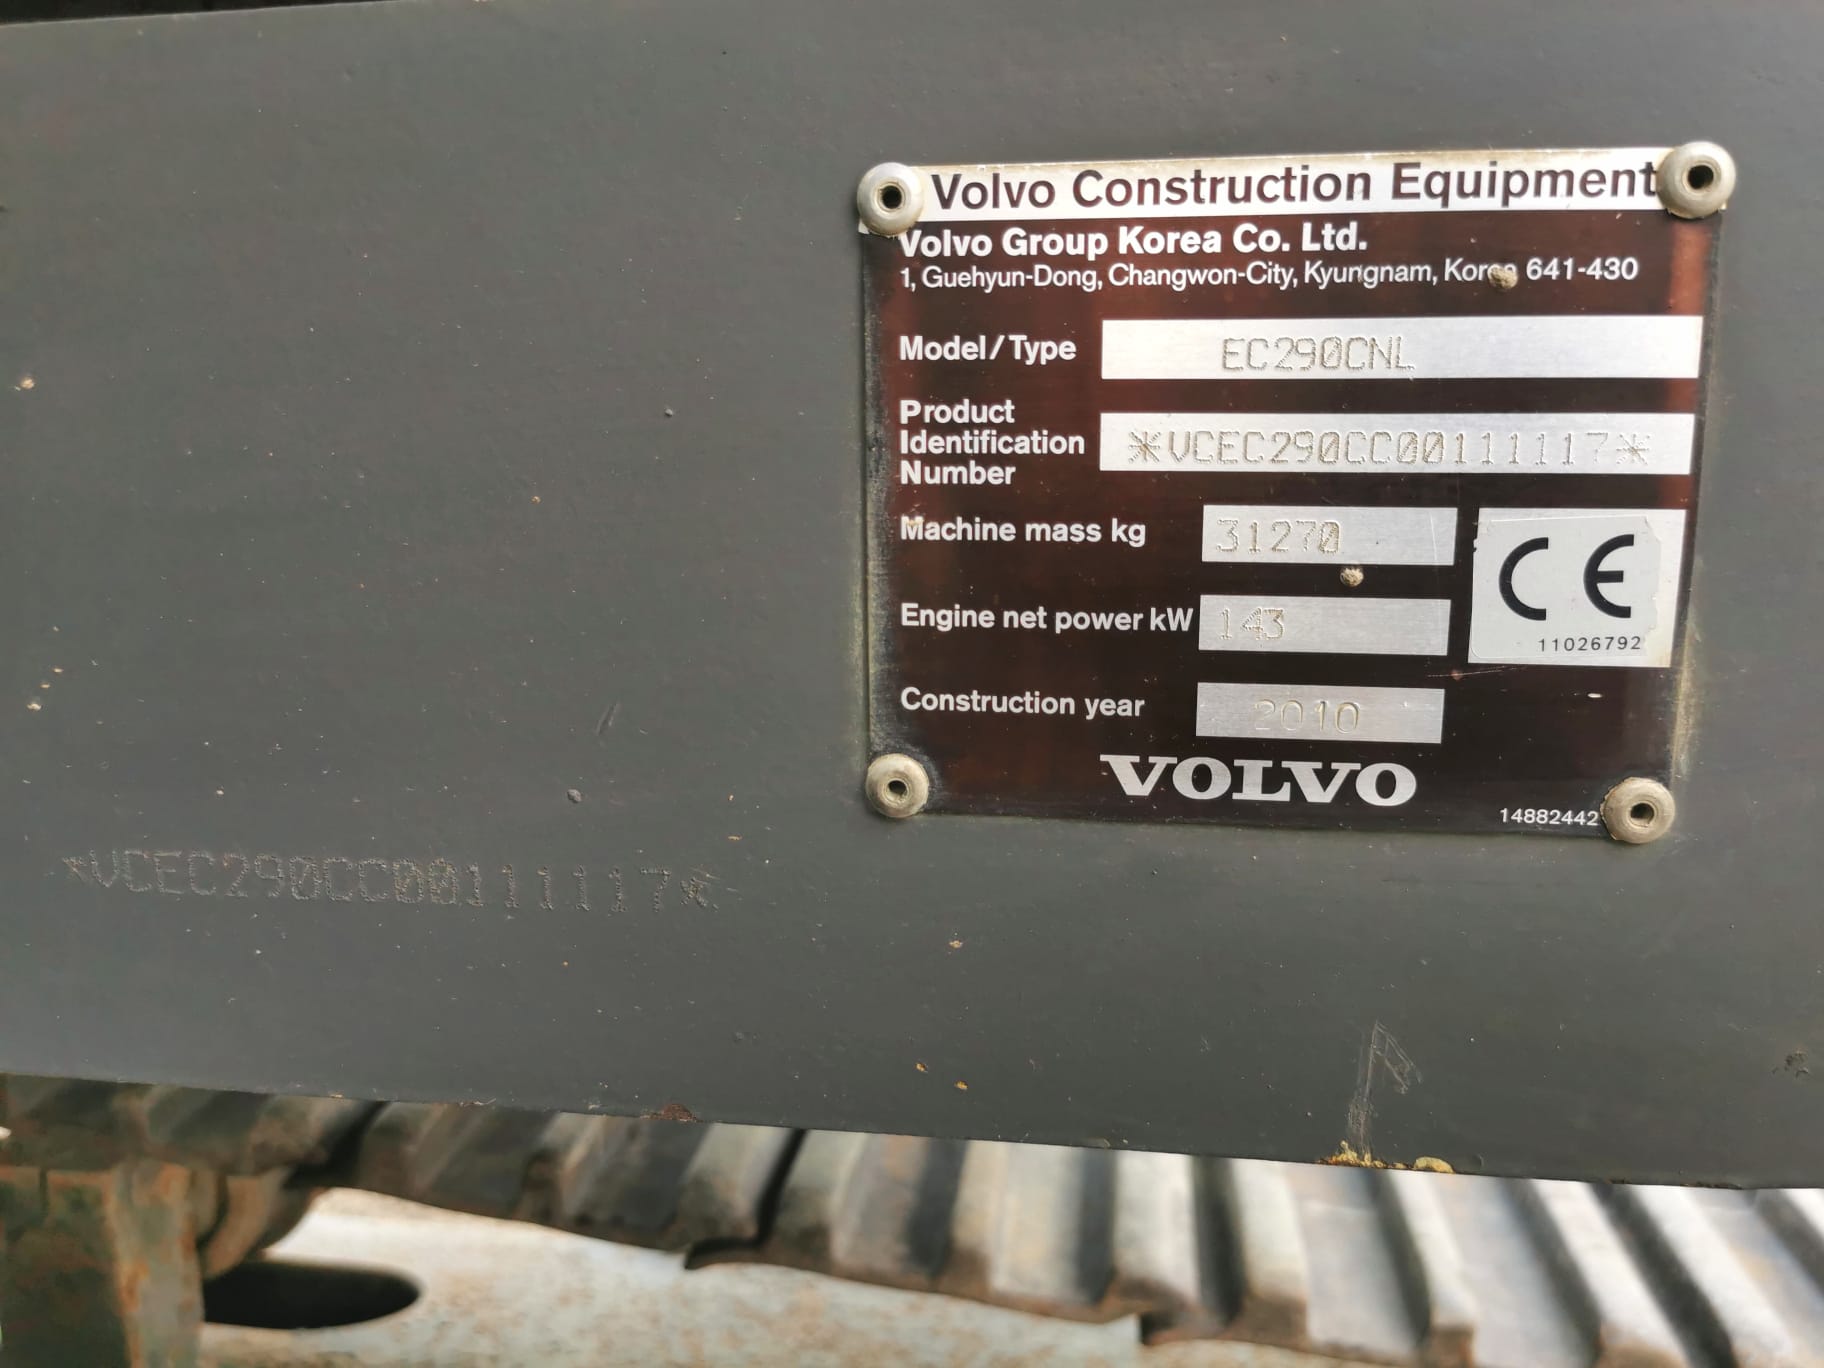 Volvo Construction Equipment
Volvo Group Korea Co. Ltd.
1, Guehyun-Dong, Changwon-City, Kyungnam, Korea 641-430
Model/Type EC290CNL
Product
Identification
Number
*VCEC290CC00111117*
Machine mass kg 31270
CE
11026792
Engine net power kW 143
Construction year 2010
VOLVO
14882442
*VCEC290CC00111117*